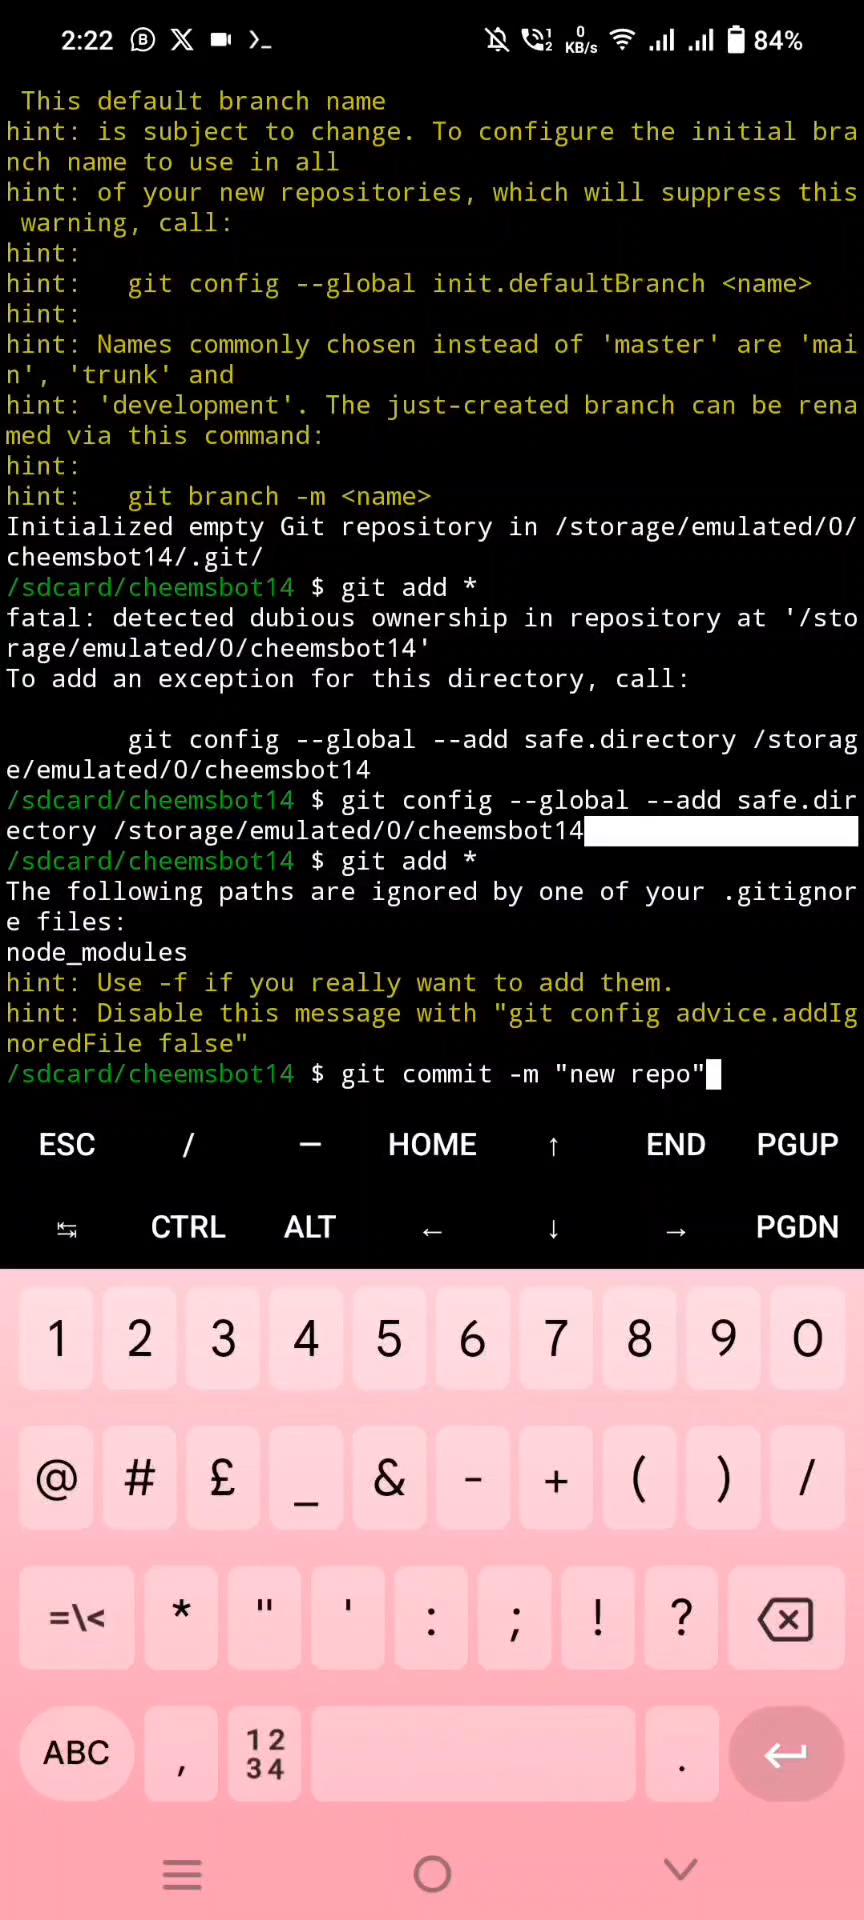 2:22 84%
0
KB/s
This default branch name
hint: is subject to change. To configure the initial bra
nch name to use in all
hint: of your new repositories, which will suppress this
warning, call:
hint:
hint: git config --global init.defaultBranch <name>
hint:
hint: Names commonly chosen instead of 'master' are 'mai
n', 'trunk' and
hint: 'development'. The just-created branch can be rena
med via this command:
hint:
hint: git branch -m <name>
Initialized empty Git repository in /storage/emulated/0/
cheemsbot14/.git/
/sdcard/cheemsbot14 $ git add *
fatal: detected dubious ownership in repository at '/sto
rage/emulated/0/cheemsbot14'
To add an exception for this directory, call:
git config --global --add safe.directory /storag
e/emulated/0/cheemsbot14
/sdcard/cheemsbot14 $ git config --global --add safe.dir
ectory /storage/emulated/0/cheemsbot14
/sdcard/cheemsbot14 $ git add *
The following paths are ignored by one of your .gitignor
e files:
node_modules
hint: Use -f if you really want to add them.
hint: Disable this message with "git config advice.addIg
noredFile false"
/sdcard/cheemsbot14 $ git commit -m "new repo"
ESC / — HOME ↑ END PGUP
↹ CTRL ALT ← ↓ → PGDN
1 2 3 4 5 6 7 8 9 0
@ # £ _ & - + ( ) /
=\< * " ' : ; ! ?
ABC , 12 .
34